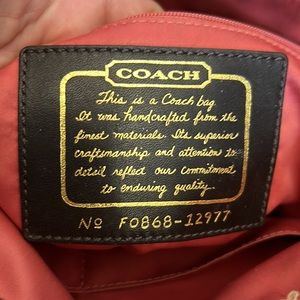 COACH
This is a Coach bag
It was handcrafted from the
finest materials. Its superior
craftsmanship and attention to
detail reflect our commitment
to enduring quality.
No F0868-12977